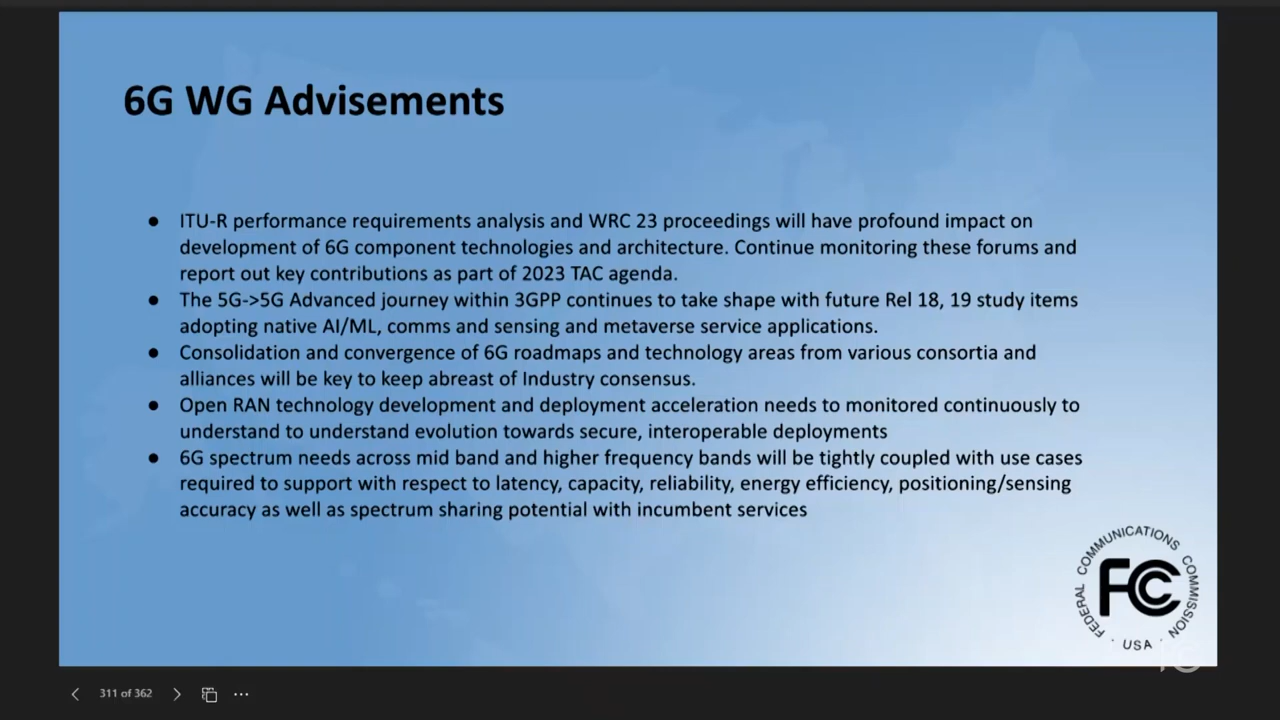 6G WG Advisements
● ITU-R performance requirements analysis and WRC 23 proceedings will have profound impact on
development of 6G component technologies and architecture. Continue monitoring these forums and
report out key contributions as part of 2023 TAC agenda.
● The 5G->5G Advanced journey within 3GPP continues to take shape with future Rel 18, 19 study items
adopting native AI/ML, comms and sensing and metaverse service applications.
● Consolidation and convergence of 6G roadmaps and technology areas from various consortia and
alliances will be key to keep abreast of Industry consensus.
● Open RAN technology development and deployment acceleration needs to monitored continuously to
understand to understand evolution towards secure, interoperable deployments
● 6G spectrum needs across mid band and higher frequency bands will be tightly coupled with use cases
required to support with respect to latency, capacity, reliability, energy efficiency, positioning/sensing
accuracy as well as spectrum sharing potential with incumbent services
FEDERAL COMMUNICATIONS COMMISSION
FCC
· USA ·
311 of 362